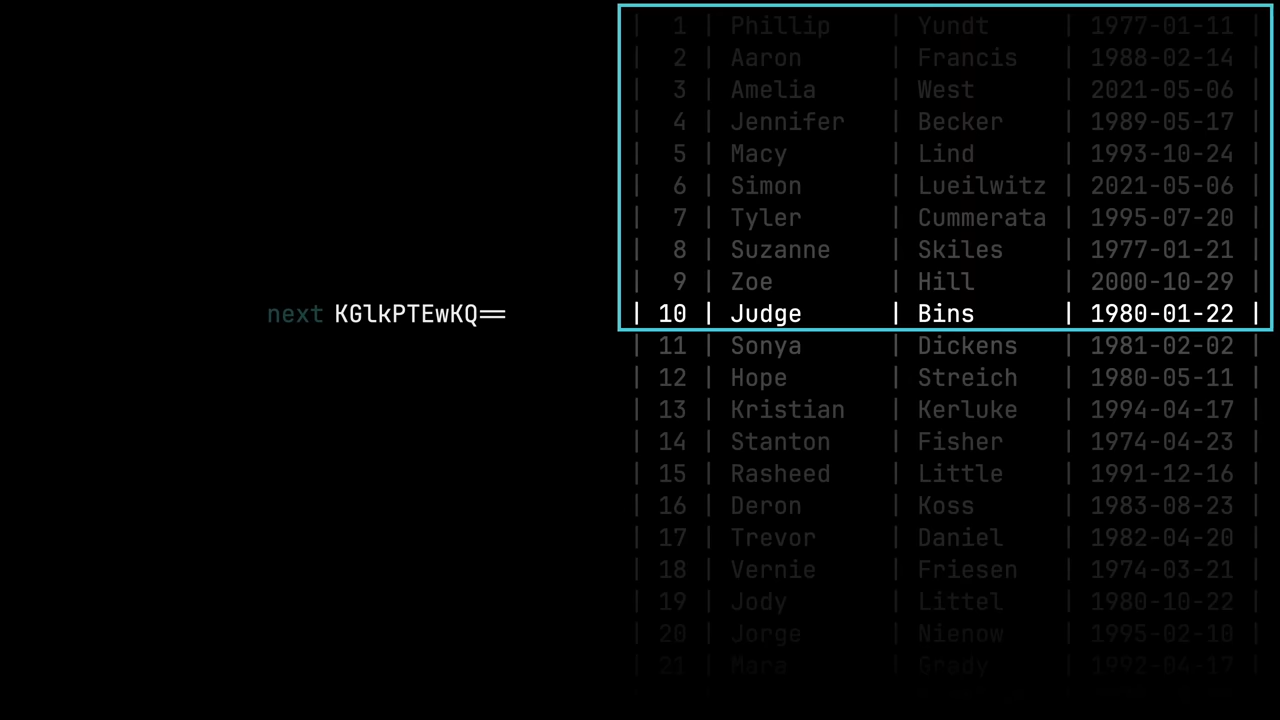 | 1 | Phillip | Yundt | 1977-01-11 |
| 2 | Aaron | Francis | 1988-02-14 |
| 3 | Amelia | West | 2021-05-06 |
| 4 | Jennifer | Becker | 1989-05-17 |
| 5 | Macy | Lind | 1993-10-24 |
| 6 | Simon | Lueilwitz | 2021-05-06 |
| 7 | Tyler | Cummerata | 1995-07-20 |
| 8 | Suzanne | Skiles | 1977-01-21 |
| 9 | Zoe | Hill | 2000-10-29 |
next KGlkPTEwKQ==
| 10 | Judge | Bins | 1980-01-22 |
| 11 | Sonya | Dickens | 1981-02-02 |
| 12 | Hope | Streich | 1980-05-11 |
| 13 | Kristian | Kerluke | 1994-04-17 |
| 14 | Stanton | Fisher | 1974-04-23 |
| 15 | Rasheed | Little | 1991-12-16 |
| 16 | Deron | Koss | 1983-08-23 |
| 17 | Trevor | Daniel | 1982-04-20 |
| 18 | Vernie | Friesen | 1974-03-21 |
| 19 | Jody | Littel | 1980-10-22 |
| 20 | Jorge | Nienow | 1995-02-10 |
| 21 | Mara | Grady | 1992-04-17 |